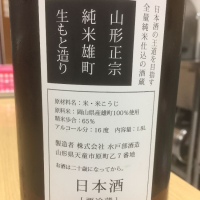 日本酒の王道を目指す
全量純米仕込の酒蔵
山形正宗
純米雄町
生もと造り
原材料名：米・米こうじ
原料米：岡山県産雄町100%使用
精米歩合：65%
アルコール分：16度 内容量：1.8L
製造者 株式会社 水戸部酒造
山形県天童市原町乙7番地
お酒は二十歳になってから。
日本酒
要冷蔵